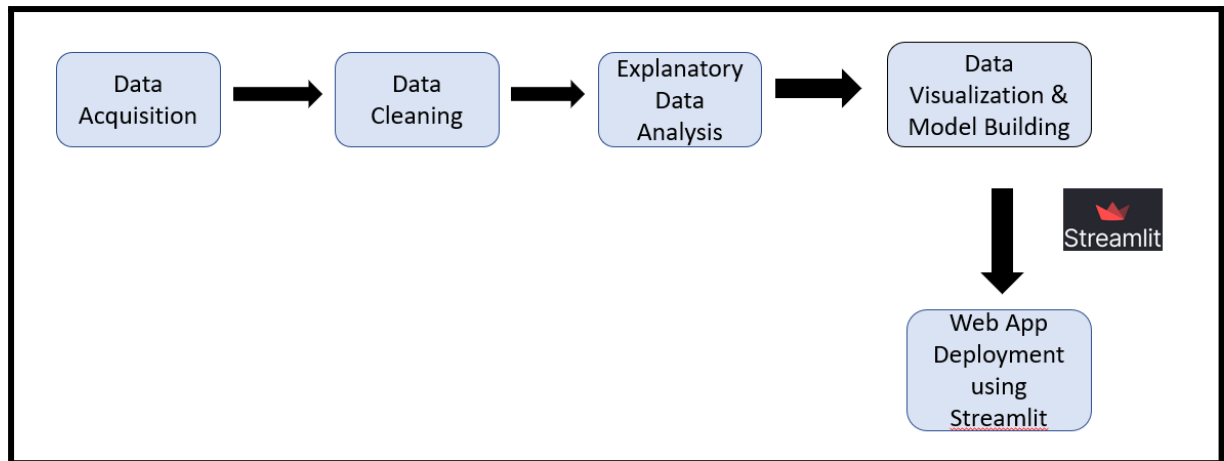 Data
Acquisition
Data
Cleaning
Explanatory
Data
Analysis
Data
Visualization &
Model Building
Streamlit
Web App
Deployment
using
Streamlit